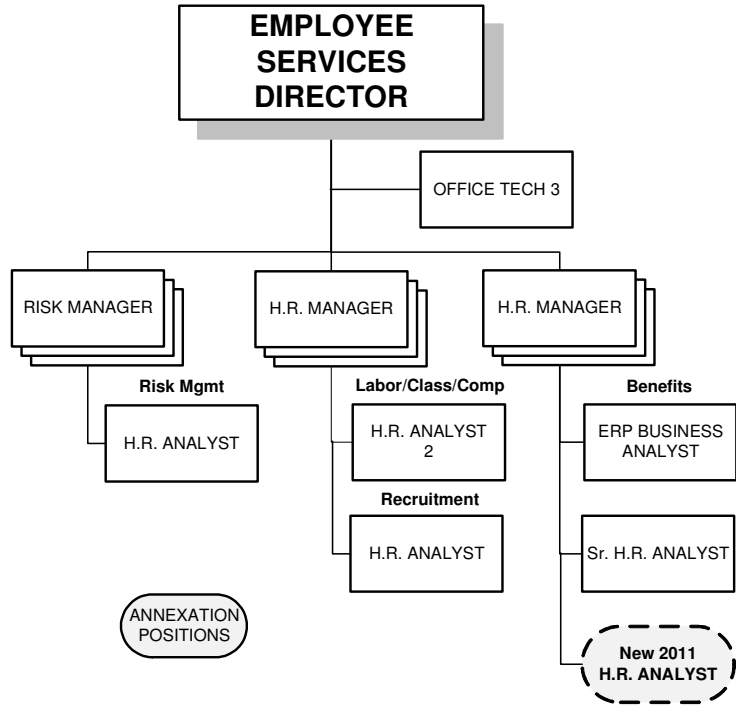 EMPLOYEE
SERVICES
DIRECTOR
OFFICE TECH 3
RISK MANAGER
H.R. MANAGER
H.R. MANAGER
Risk Mgmt
H.R. ANALYST
Labor/Class/Comp
H.R. ANALYST
2
Recruitment
H.R. ANALYST
Benefits
ERP BUSINESS
ANALYST
Sr. H.R. ANALYST
New 2011
H.R. ANALYST
ANNEXATION
POSITIONS